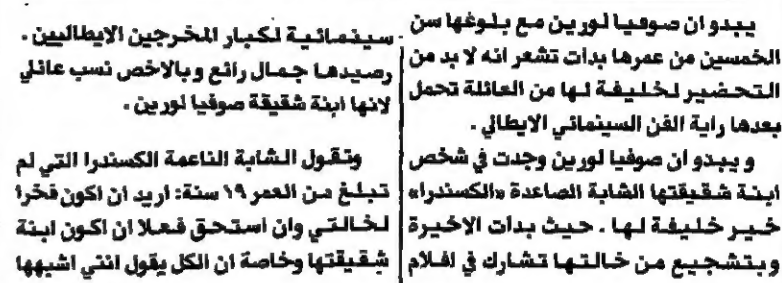 يبدو ان صوفيا لورين مع بلوغها سن
الخمسين من عمرها بدات تشعر انه لا بد من
التحضير لخليفة لها من العائلة تحمل
بعدها راية الفن السينمائي الايطالي .
و يبدو ان صوفيا لورين وجدت في شخص
ابنة شقيقتها الشابة الصاعدة «الكسندرا»
خير خليفة لها . حيث بدات الاخيرة
وبتشجيع من خالتها تشارك في افلام
سينمائية لكبار المخرجين الايطاليين .
رصيدها جمال رائع وبالاخص نسب عائلي
لانها ابنة شقيقة صوفيا لورين .
وتقول الشابة الناعمة الكسندرا التي لم
تبلغ من العمر ١٩ سنة: اريد ان اكون فخرا
لخالتي وان استحق فعلا ان اكون ابنة
شقيقتها وخاصة ان الكل يقول انني اشبهها